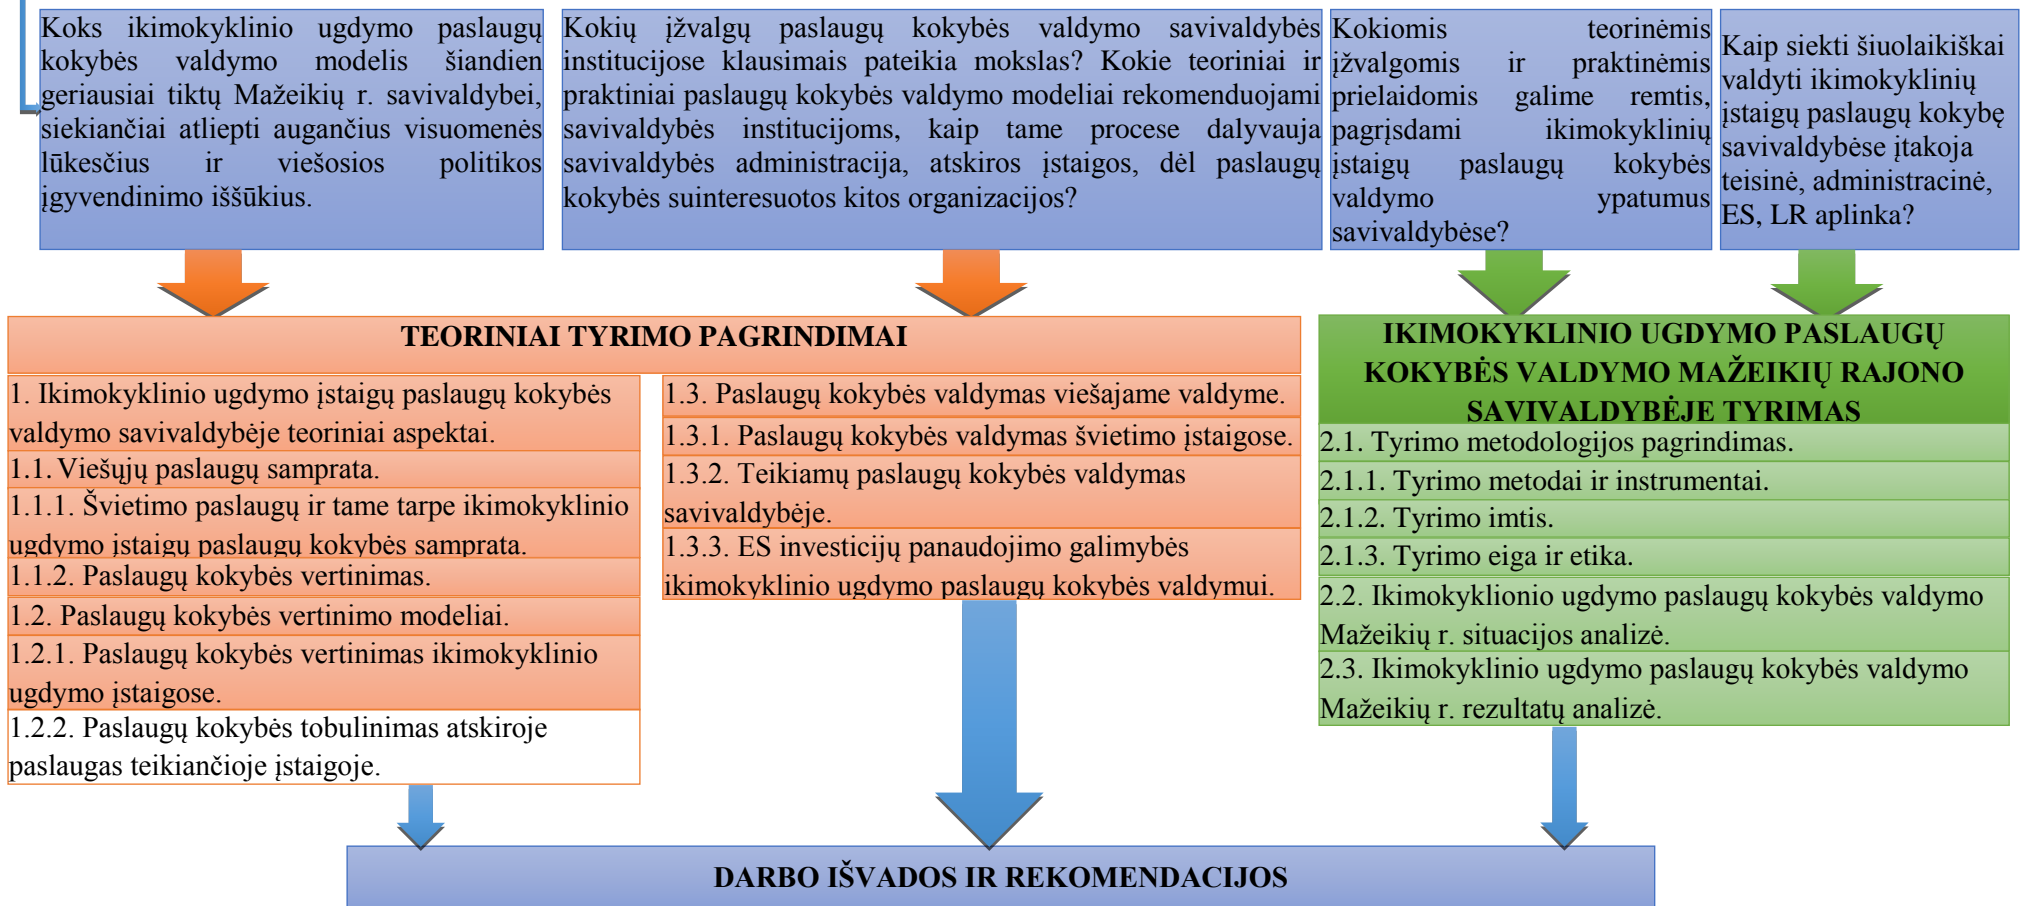 Koks ikimokyklinio ugdymo paslaugų
kokybės valdymo modelis šiandien
geriausiai tiktų Mažeikių r. savivaldybei,
siekiančiai atliepti augančius visuomenės
lūkesčius ir viešosios politikos
įgyvendinimo iššūkius.
Kokių įžvalgų paslaugų kokybės valdymo savivaldybės
institucijose klausimais pateikia mokslas? Kokie teoriniai ir
praktiniai paslaugų kokybės valdymo modeliai rekomenduojami
savivaldybės institucijoms, kaip tame procese dalyvauja
savivaldybės administracija, atskiros įstaigos, dėl paslaugų
kokybės suinteresuotos kitos organizacijos?
Kokiomis teorinėmis
įžvalgomis ir praktinėmis
prielaidomis galime remtis,
pagrįsdami ikimokyklinių
įstaigų paslaugų kokybės
valdymo ypatumus
savivaldybėse?
Kaip siekti šiuolaikiškai
valdyti ikimokyklinių
įstaigų paslaugų kokybę
savivaldybėse įtakoja
teisinė, administracinė,
ES, LR aplinka?
TEORINIAI TYRIMO PAGRINDIMAI
1. Ikimokyklinio ugdymo įstaigų paslaugų kokybės
valdymo savivaldybėje teoriniai aspektai.
1.1. Viešųjų paslaugų samprata.
1.1.1. Švietimo paslaugų ir tame tarpe ikimokyklinio
ugdymo įstaigų paslaugų kokybės samprata.
1.1.2. Paslaugų kokybės vertinimas.
1.2. Paslaugų kokybės vertinimo modeliai.
1.2.1. Paslaugų kokybės vertinimas ikimokyklinio
ugdymo įstaigose.
1.2.2. Paslaugų kokybės tobulinimas atskiroje
paslaugas teikiančioje įstaigoje.
1.3. Paslaugų kokybės valdymas viešajame valdyme.
1.3.1. Paslaugų kokybės valdymas švietimo įstaigose.
1.3.2. Teikiamų paslaugų kokybės valdymas
savivaldybėje.
1.3.3. ES investicijų panaudojimo galimybės
ikimokyklinio ugdymo paslaugų kokybės valdymui.
IKIMOKYKLINIO UGDYMO PASLAUGŲ
KOKYBĖS VALDYMO MAŽEIKIŲ RAJONO
SAVIVALDYBĖJE TYRIMAS
2.1. Tyrimo metodologijos pagrindimas.
2.1.1. Tyrimo metodai ir instrumentai.
2.1.2. Tyrimo imtis.
2.1.3. Tyrimo eiga ir etika.
2.2. Ikimokyklionio ugdymo paslaugų kokybės valdymo
Mažeikių r. situacijos analizė.
2.3. Ikimokyklinio ugdymo paslaugų kokybės valdymo
Mažeikių r. rezultatų analizė.
DARBO IŠVADOS IR REKOMENDACIJOS